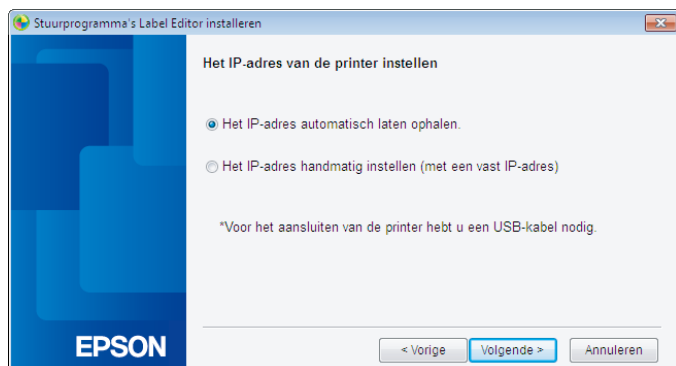 Stuurprogramma's Label Editor installeren
Het IP-adres van de printer instellen
Het IP-adres automatisch laten ophalen.
Het IP-adres handmatig instellen (met een vast IP-adres)
*Voor het aansluiten van de printer hebt u een USB-kabel nodig.
EPSON
< Vorige Volgende > Annuleren